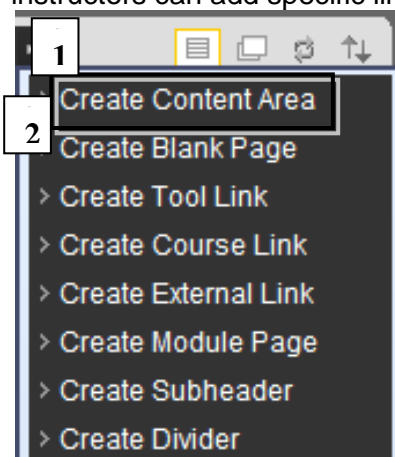 instructors can add specific
1
> Create Content Area
2
> Create Blank Page
> Create Tool Link
> Create Course Link
> Create External Link
> Create Module Page
> Create Subheader
> Create Divider